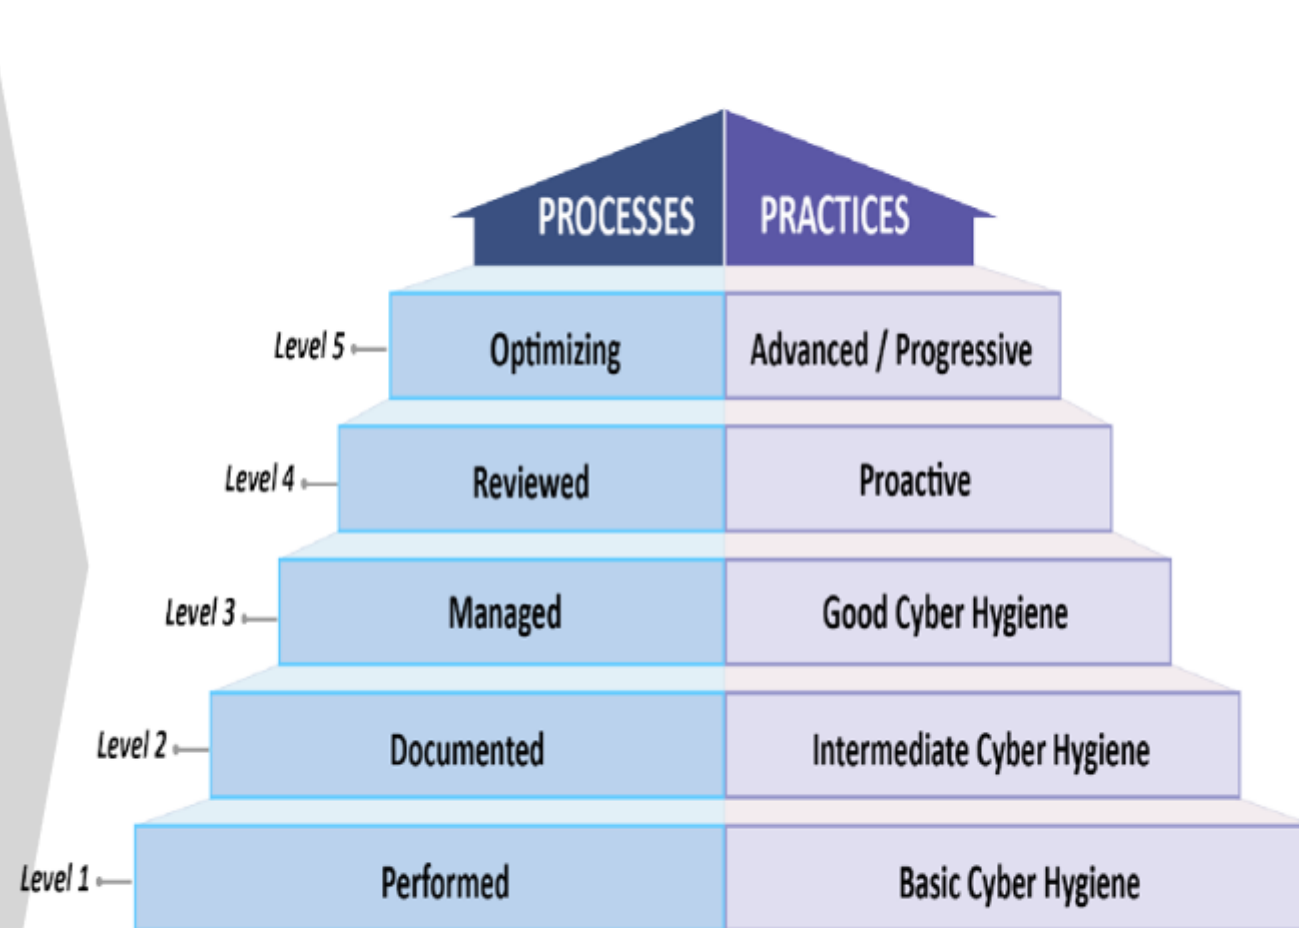 PROCESSES PRACTICES
Level 5 Optimizing Advanced / Progressive
Level 4 Reviewed Proactive
Level 3 Managed Good Cyber Hygiene
Level 2 Documented Intermediate Cyber Hygiene
Level 1 Performed Basic Cyber Hygiene